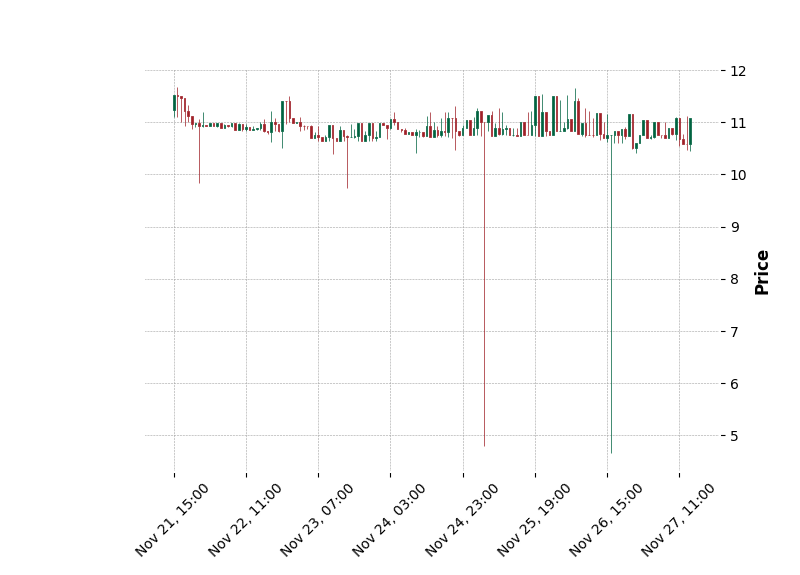 12
11
10
9
8
7
6
5
Price
Nov 21, 15:00
Nov 22, 11:00
Nov 23, 07:00
Nov 24, 03:00
Nov 24, 23:00
Nov 25, 19:00
Nov 26, 15:00
Nov 27, 11:00